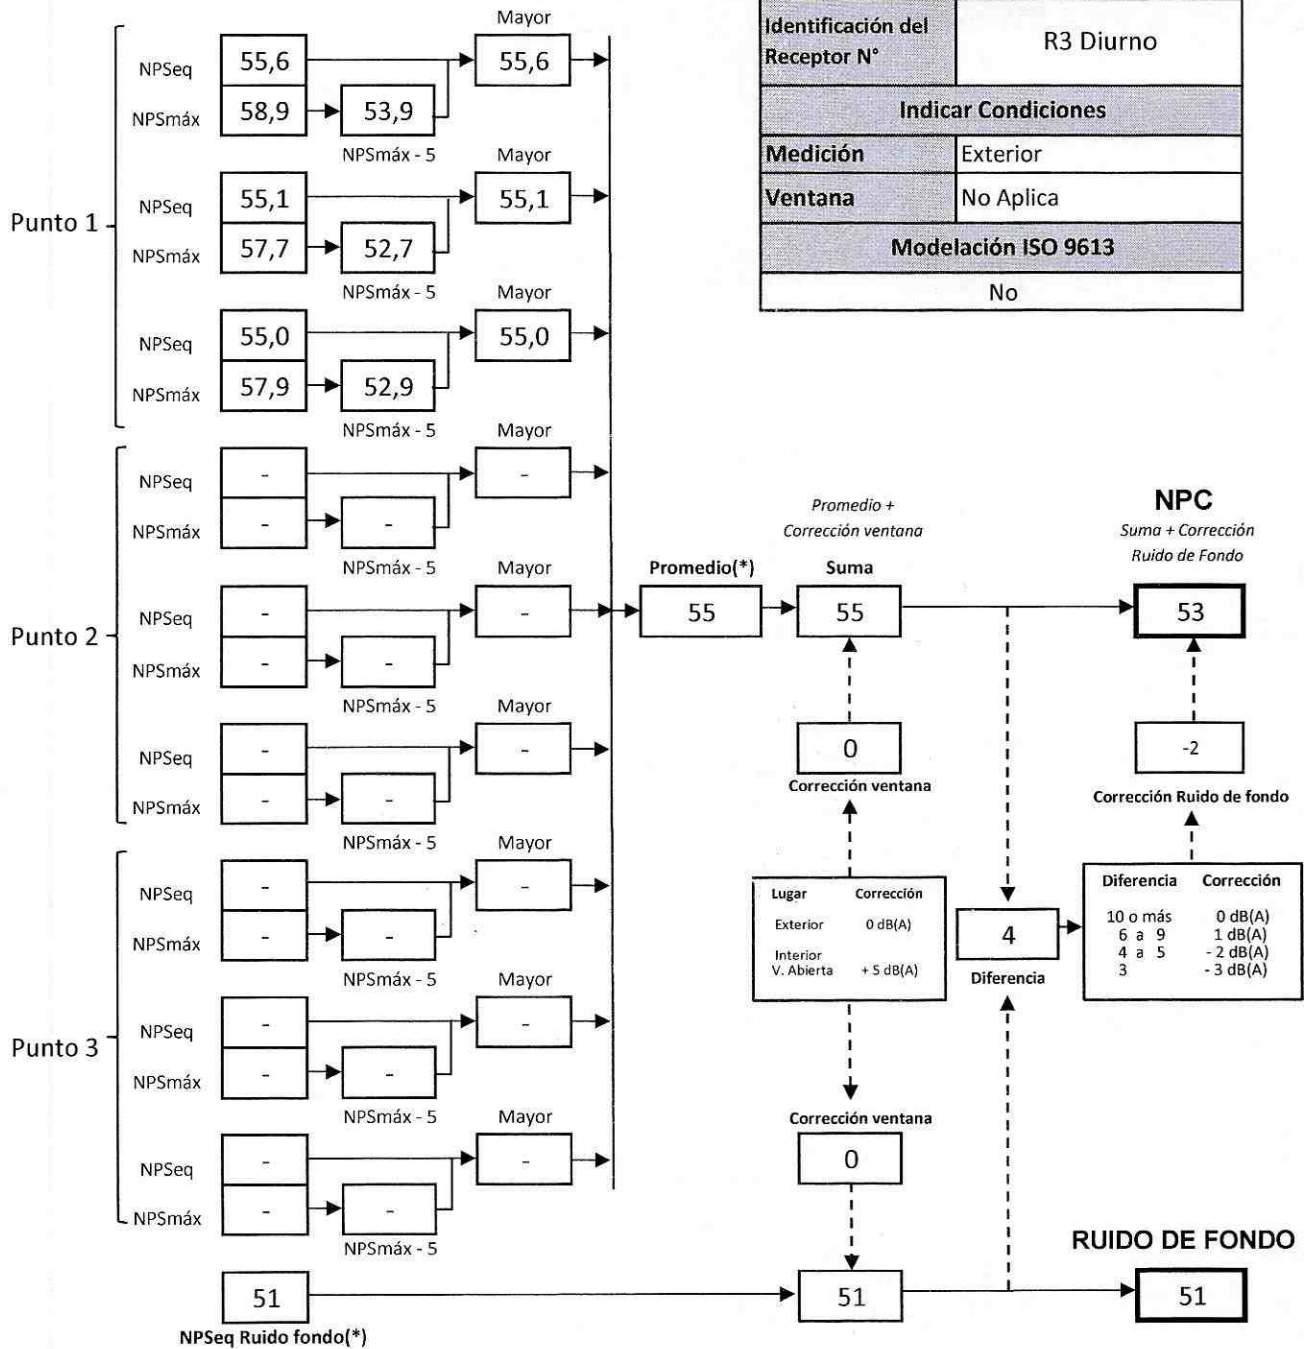 Identificación del
Receptor N°
R3 Diurno
Indicar Condiciones
Medición
Exterior
Ventana
No Aplica
Modelación ISO 9613
No
Punto 1
Mayor
NPSeq
55,6
55,6
NPSmáx
58,9
53,9
NPSmáx - 5
Mayor
NPSeq
55,1
55,1
NPSmáx
57,7
52,7
NPSmáx - 5
Mayor
NPSeq
55,0
55,0
NPSmáx
57,9
52,9
NPSmáx - 5
Punto 2
Mayor
NPSeq
-
-
NPSmáx
-
-
NPSmáx - 5
Mayor
NPSeq
-
-
NPSmáx
-
-
NPSmáx - 5
Mayor
NPSeq
-
-
NPSmáx
-
-
NPSmáx - 5
Punto 3
Mayor
NPSeq
-
-
NPSmáx
-
-
NPSmáx - 5
Mayor
NPSeq
-
-
NPSmáx
-
-
NPSmáx - 5
Mayor
NPSeq
-
-
NPSmáx
-
-
NPSmáx - 5
51
NPSeq Ruido fondo(*)
Promedio(*)
55
Promedio +
Corrección ventana
Suma
55
0
Corrección ventana
Lugar Corrección
Exterior 0 dB(A)
Interior
V. Abierta + 5 dB(A)
Corrección ventana
0
51
4
Diferencia
NPC
Suma + Corrección
Ruido de Fondo
53
-2
Corrección Ruido de fondo
Diferencia Corrección
10 o más 0 dB(A)
6 a 9 1 dB(A)
4 a 5 - 2 dB(A)
3 - 3 dB(A)
RUIDO DE FONDO
51